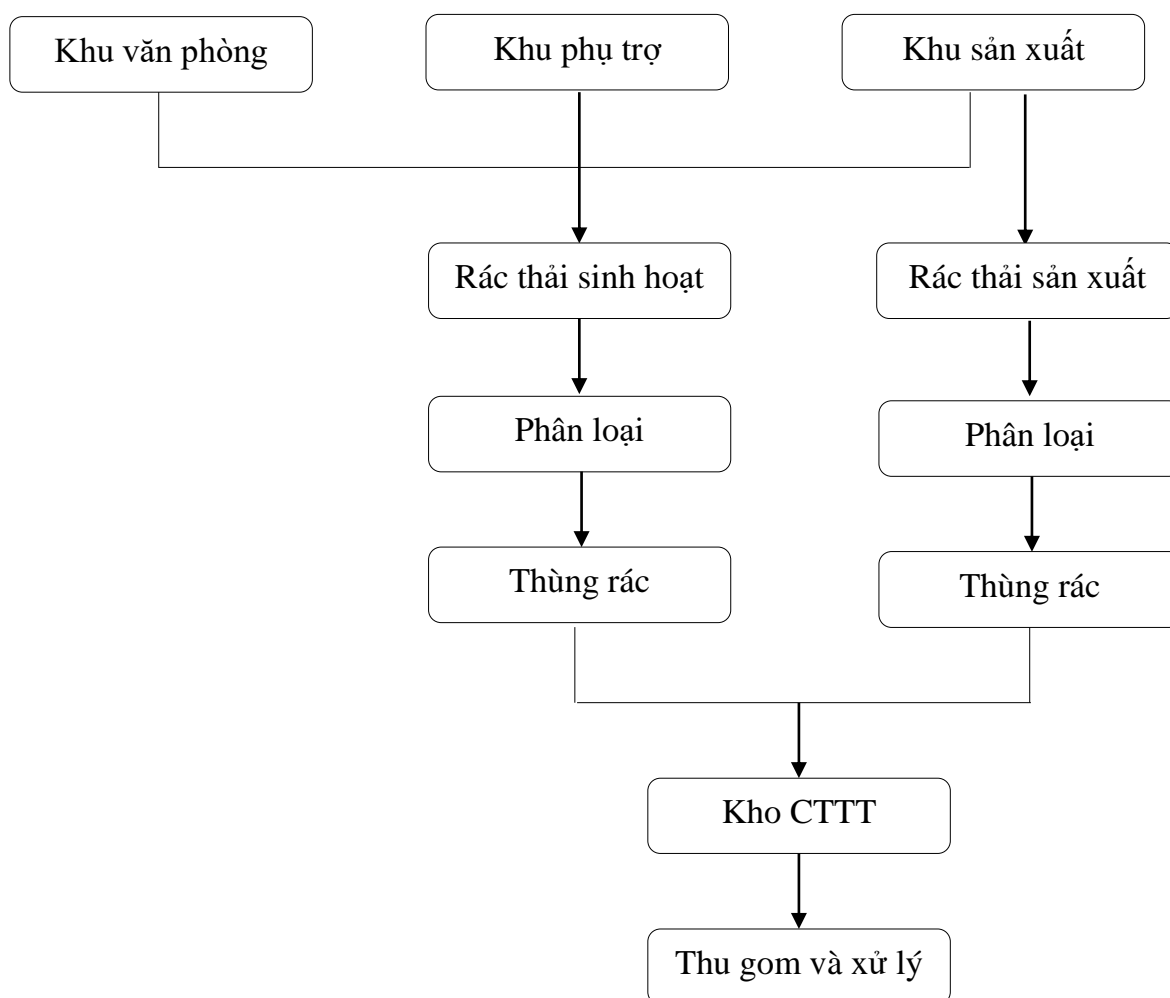 Khu văn phòng
Khu phụ trợ
Khu sản xuất
Rác thải sinh hoạt
Rác thải sản xuất
Phân loại
Phân loại
Thùng rác
Thùng rác
Kho CTTT
Thu gom và xử lý